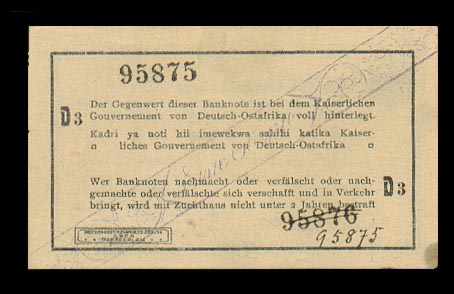 95875
D3
Der Gegenwert dieser Banknote ist bei dem Kaiserlichen
Gouvernement von Deutsch-Ostafrika voll hinterlegt.
Kadri ya noti hii imewekwa sahihi katika Kaiser-
liches Gouvernement von Deutsch-Ostafrika
Wer Banknoten nachmacht oder verfälscht oder nach-
gemachte oder verfälschte sich verschafft und in Verkehr
bringt, wird mit Zuchthaus nicht unter 2 Jahren bestraft
D3
95876
95875